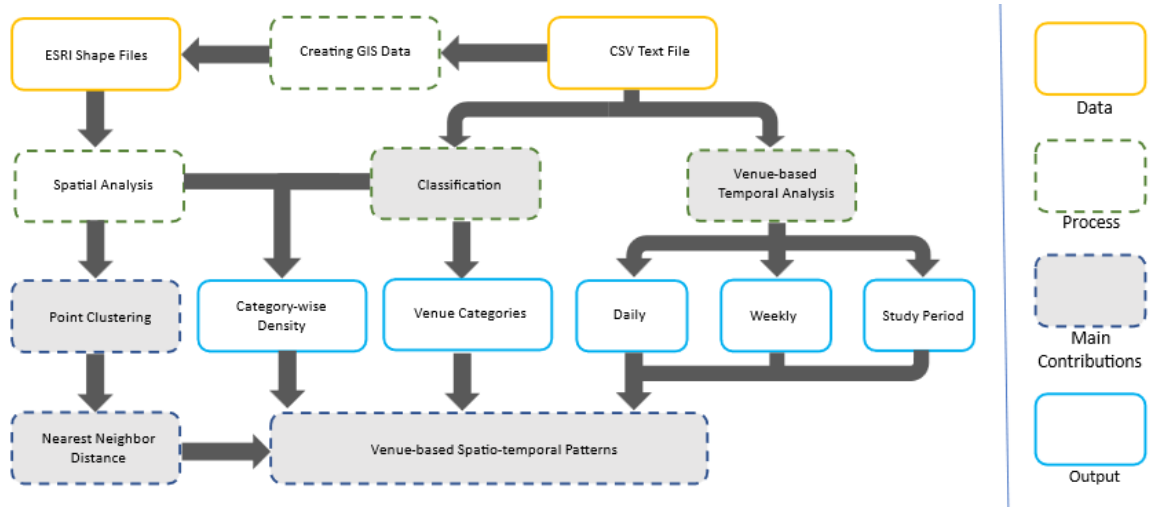 ESRI Shape Files
Creating GIS Data
CSV Text File
Data
Spatial Analysis
Classification
Venue-based
Temporal Analysis
Process
Point Clustering
Category-wise
Density
Venue Categories
Daily
Weekly
Study Period
Main
Contributions
Nearest Neighbor
Distance
Venue-based Spatio-temporal Patterns
Output